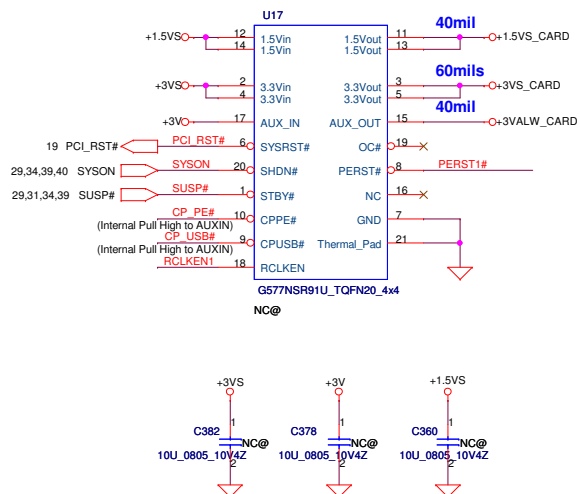 U17
40mil
+1.5VS 12 1.5Vin 1.5Vout 11 +1.5VS_CARD
14 1.5Vin 1.5Vout 13
60mils
+3VS 2 3.3Vin 3.3Vout 3 +3VS_CARD
4 3.3Vin 3.3Vout 5
40mil
+3V 17 AUX_IN AUX_OUT 15 +3VALW_CARD
19 PCI_RST# PCI_RST# 6 SYSRST# OC# 19
29,34,39,40 SYSON SYSON 20 SHDN# PERST# 8 PERST1#
29,31,34,39 SUSP# SUSP# 1 STBY# NC 16
CP_PE# 10 CPPE# GND 7
(Internal Pull High to AUXIN)
CP_USB# 9 CPUSB# Thermal_Pad 21
(Internal Pull High to AUXIN)
RCLKEN1 18 RCLKEN
G577NSR91U_TQFN20_4x4
NC@
+3VS +3V +1.5VS
1 1 1
C382 NC@ C378 NC@ C360 NC@
10U_0805_10V4Z 10U_0805_10V4Z 10U_0805_10V4Z
2 2 2